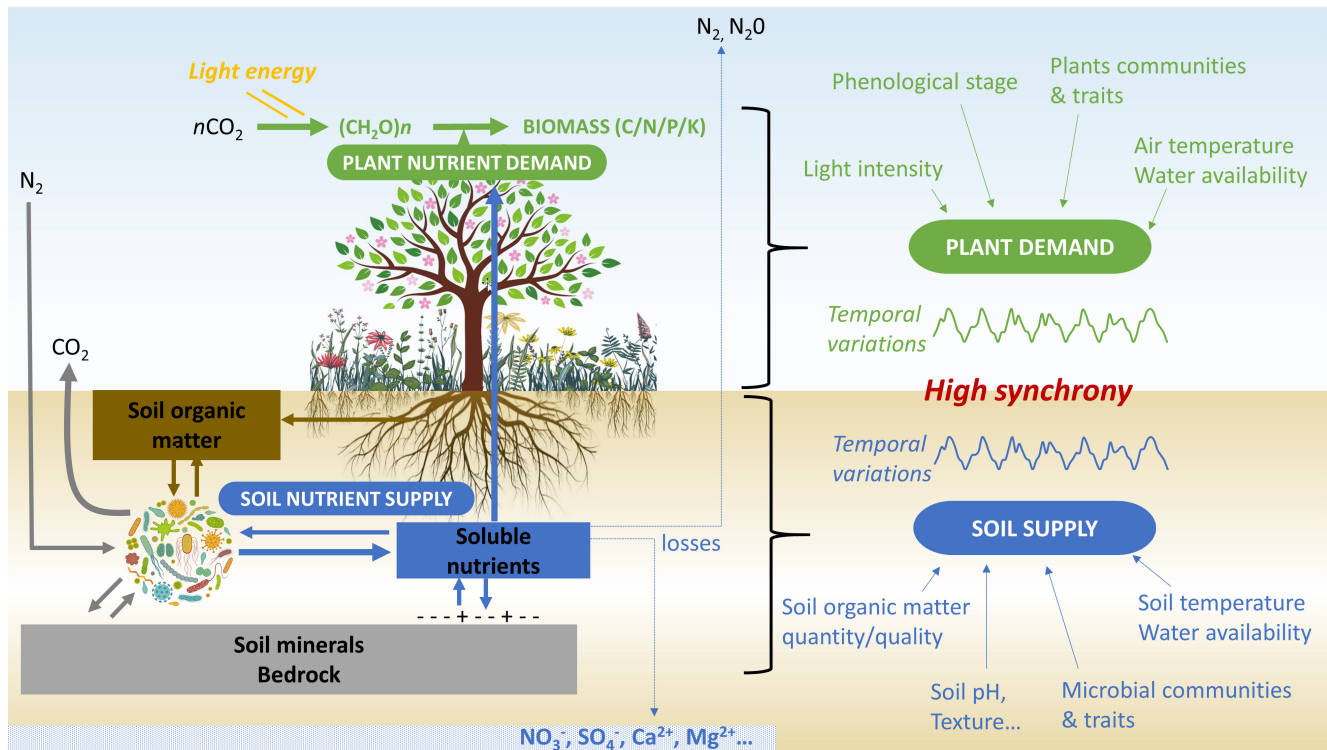 N₂, N₂0
Light energy
nCO₂
(CH₂O)n
BIOMASS (C/N/P/K)
PLANT NUTRIENT DEMAND
N₂
CO₂
Soil organic
matter
SOIL NUTRIENT SUPPLY
Soluble
nutrients
losses
- - - + - - + - -
Soil minerals
Bedrock
NO₃⁻, SO₄⁻, Ca²⁺, Mg²⁺…
Phenological stage
Plants communities
& traits
Light intensity
Air temperature
Water availability
PLANT DEMAND
Temporal
variations
High synchrony
Temporal
variations
SOIL SUPPLY
Soil organic matter
quantity/quality
Soil temperature
Water availability
Soil pH,
Texture…
Microbial communities
& traits